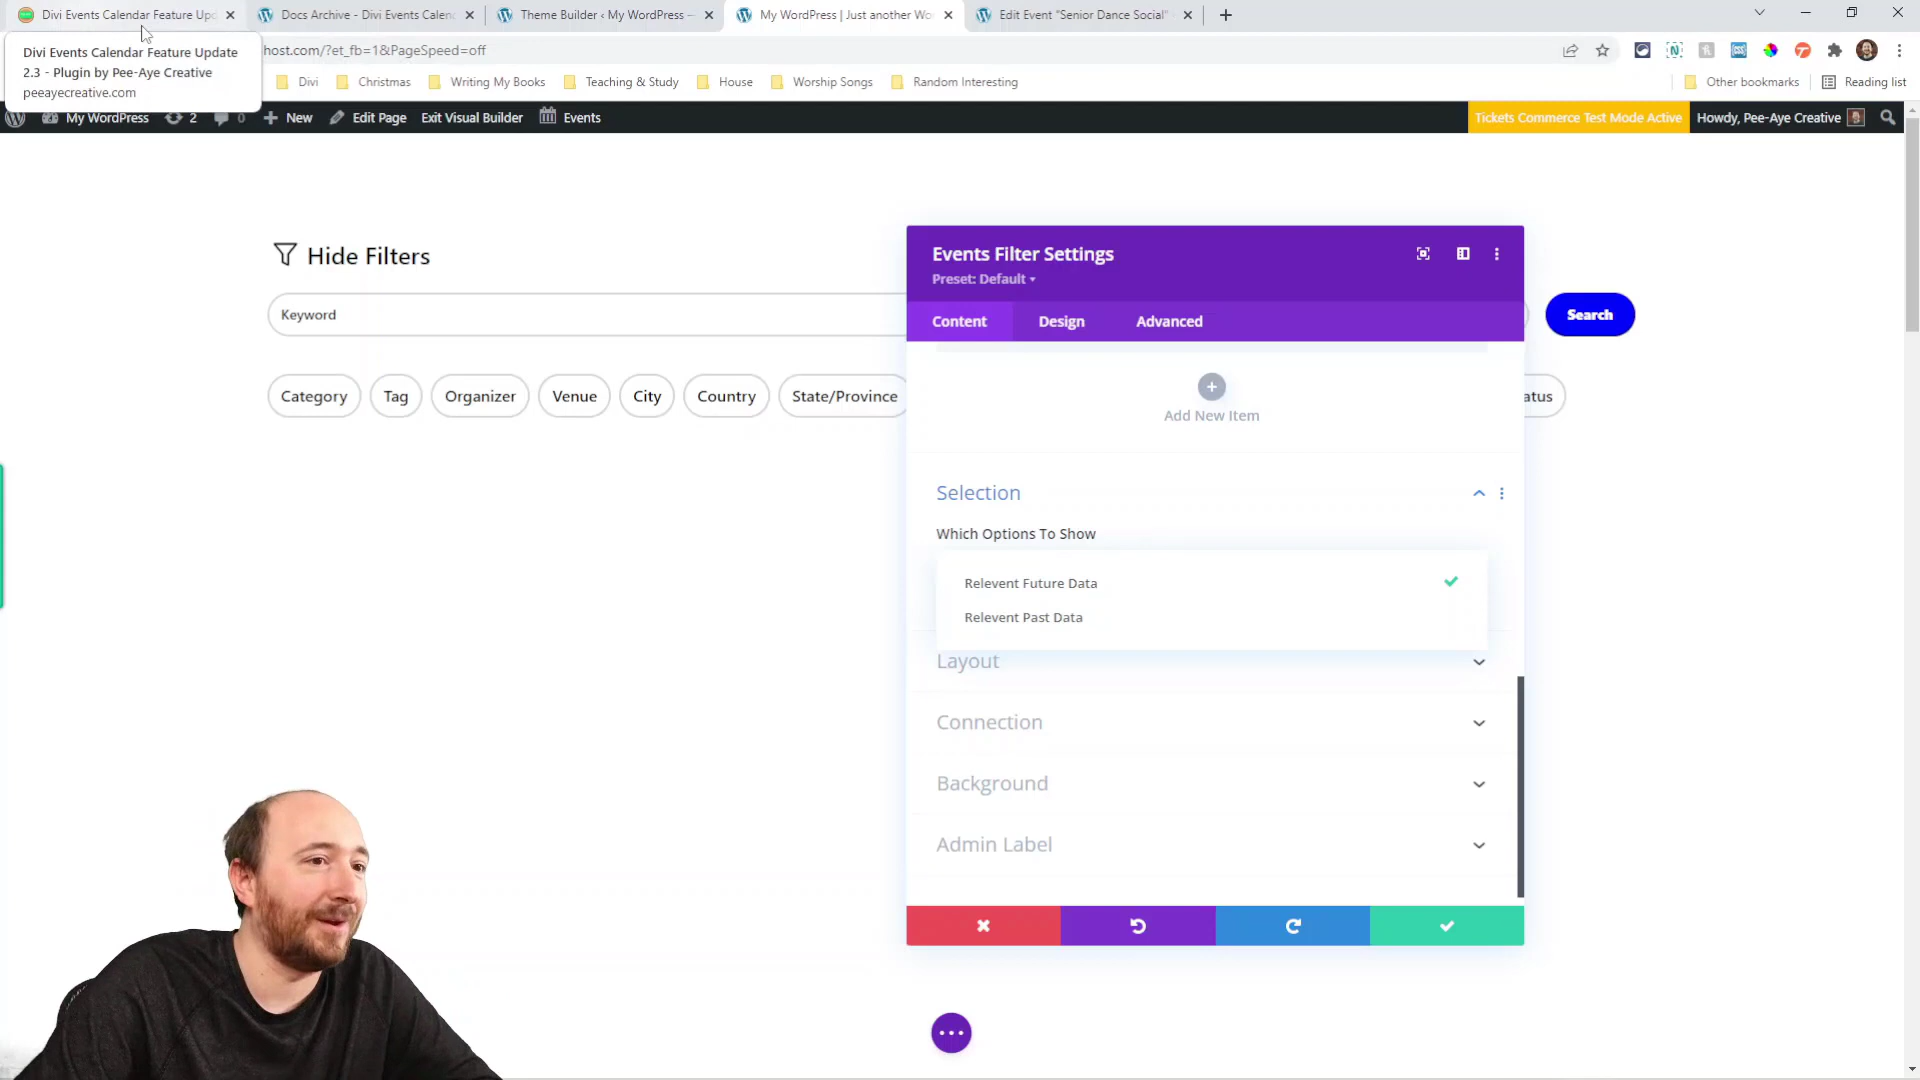 Divi Events Calendar Feature Upd
Docs Archive - Divi Events Calend
Theme Builder ‹ My WordPress —
My WordPress | Just another Wo
Edit Event "Senior Dance Social"
Divi Events Calendar Feature Update
2.3 - Plugin by Pee-Aye Creative
peeayecreative.com
host.com/?et_fb=1&PageSpeed=off
Divi
Christmas
Writing My Books
Teaching & Study
House
Worship Songs
Random Interesting
Other bookmarks
Reading list
My WordPress
2
0
New
Edit Page
Exit Visual Builder
Events
Tickets Commerce Test Mode Active
Howdy, Pee-Aye Creative
Hide Filters
Keyword
Search
Category
Tag
Organizer
Venue
City
Country
State/Province
atus
Events Filter Settings
Preset: Default
Content
Design
Advanced
Add New Item
Selection
Which Options To Show
Relevent Future Data
Relevent Past Data
Layout
Connection
Background
Admin Label